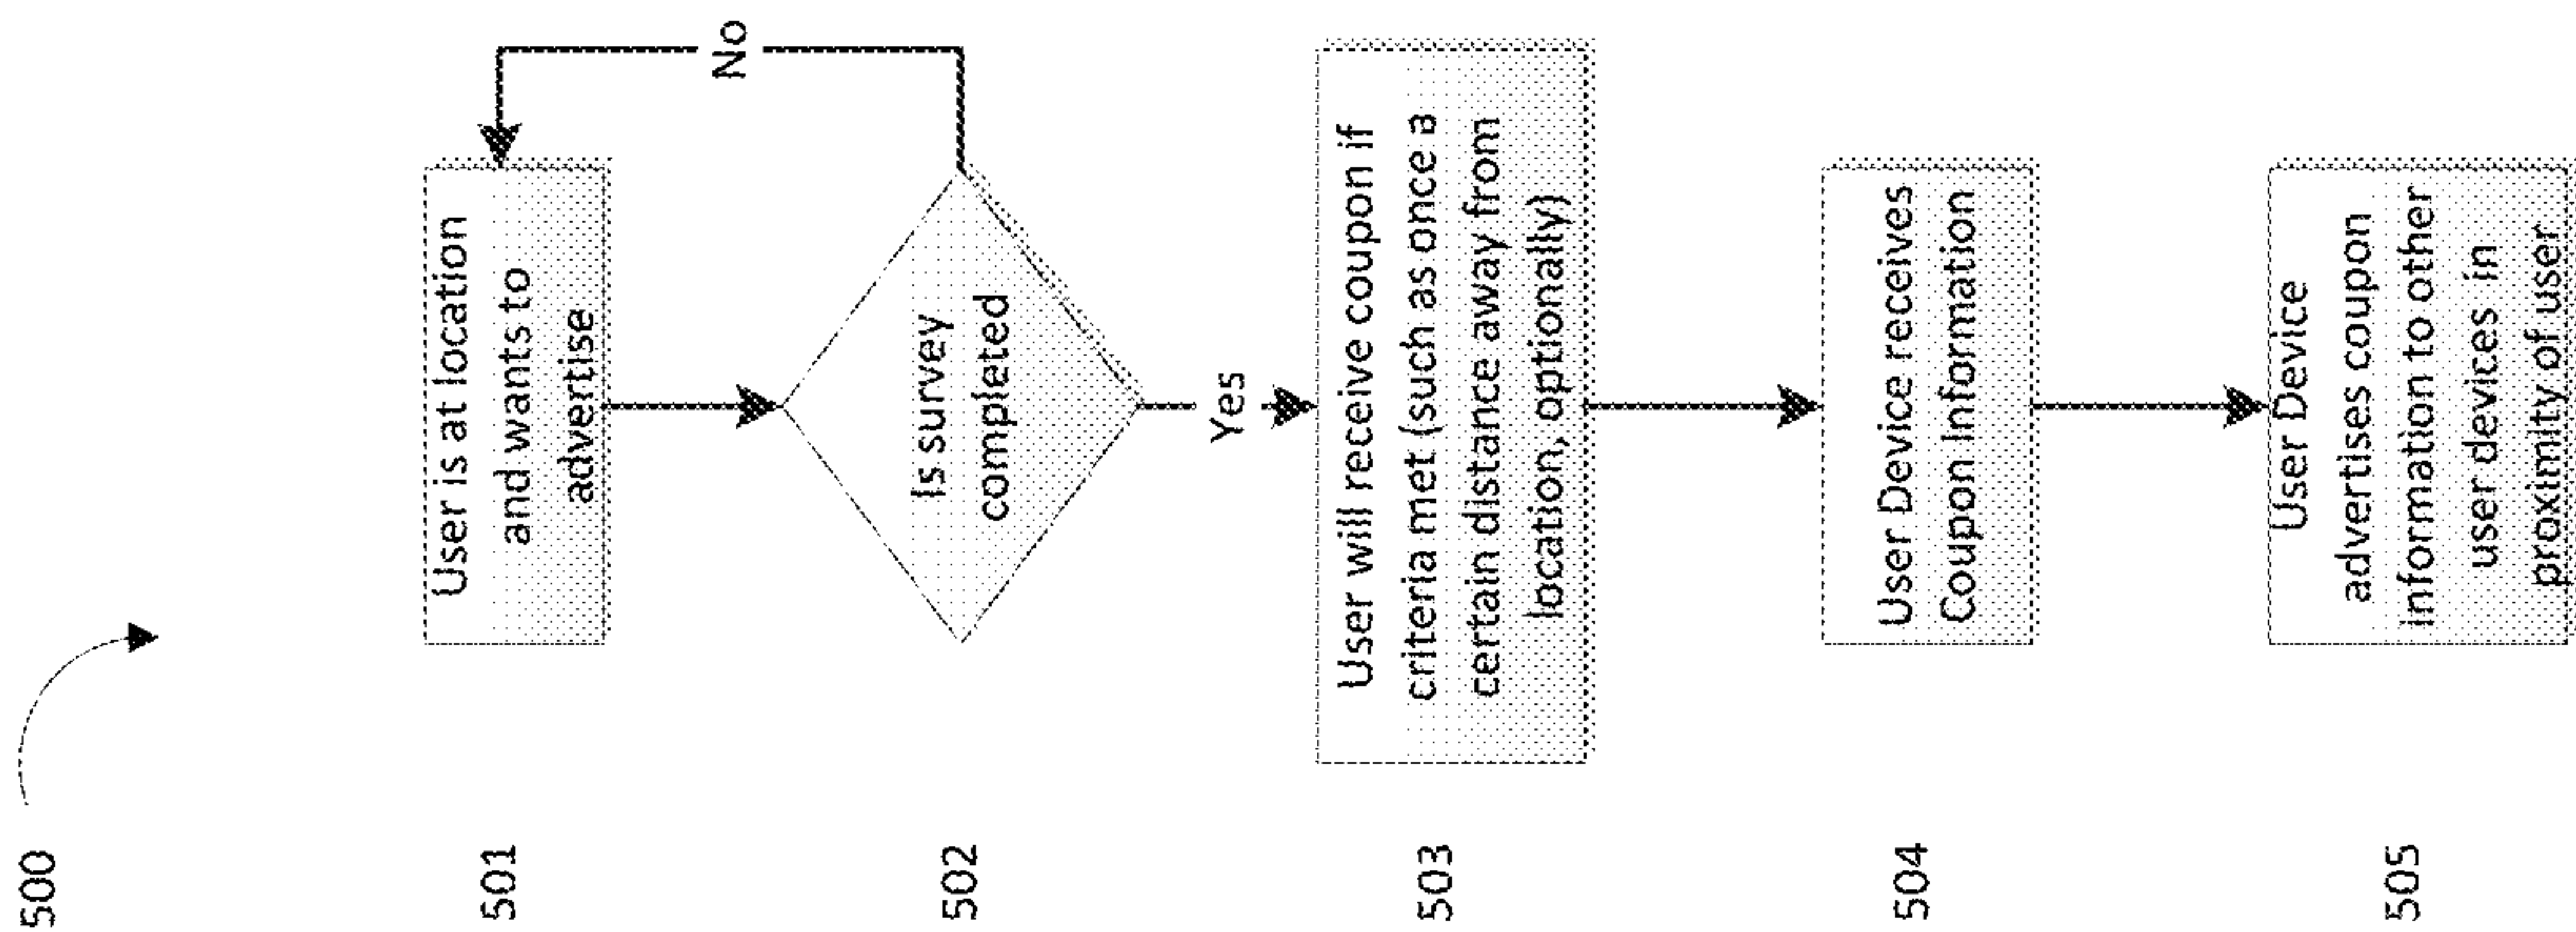 500
501
User is at location
and wants to
advertise
502
Is survey
completed
No
Yes
503
User will receive coupon if
criteria met (such as once a
certain distance away from
location, optionally)
504
User Device receives
Coupon Information
505
User Device
advertises coupon
information to other
user devices in
proximity of user